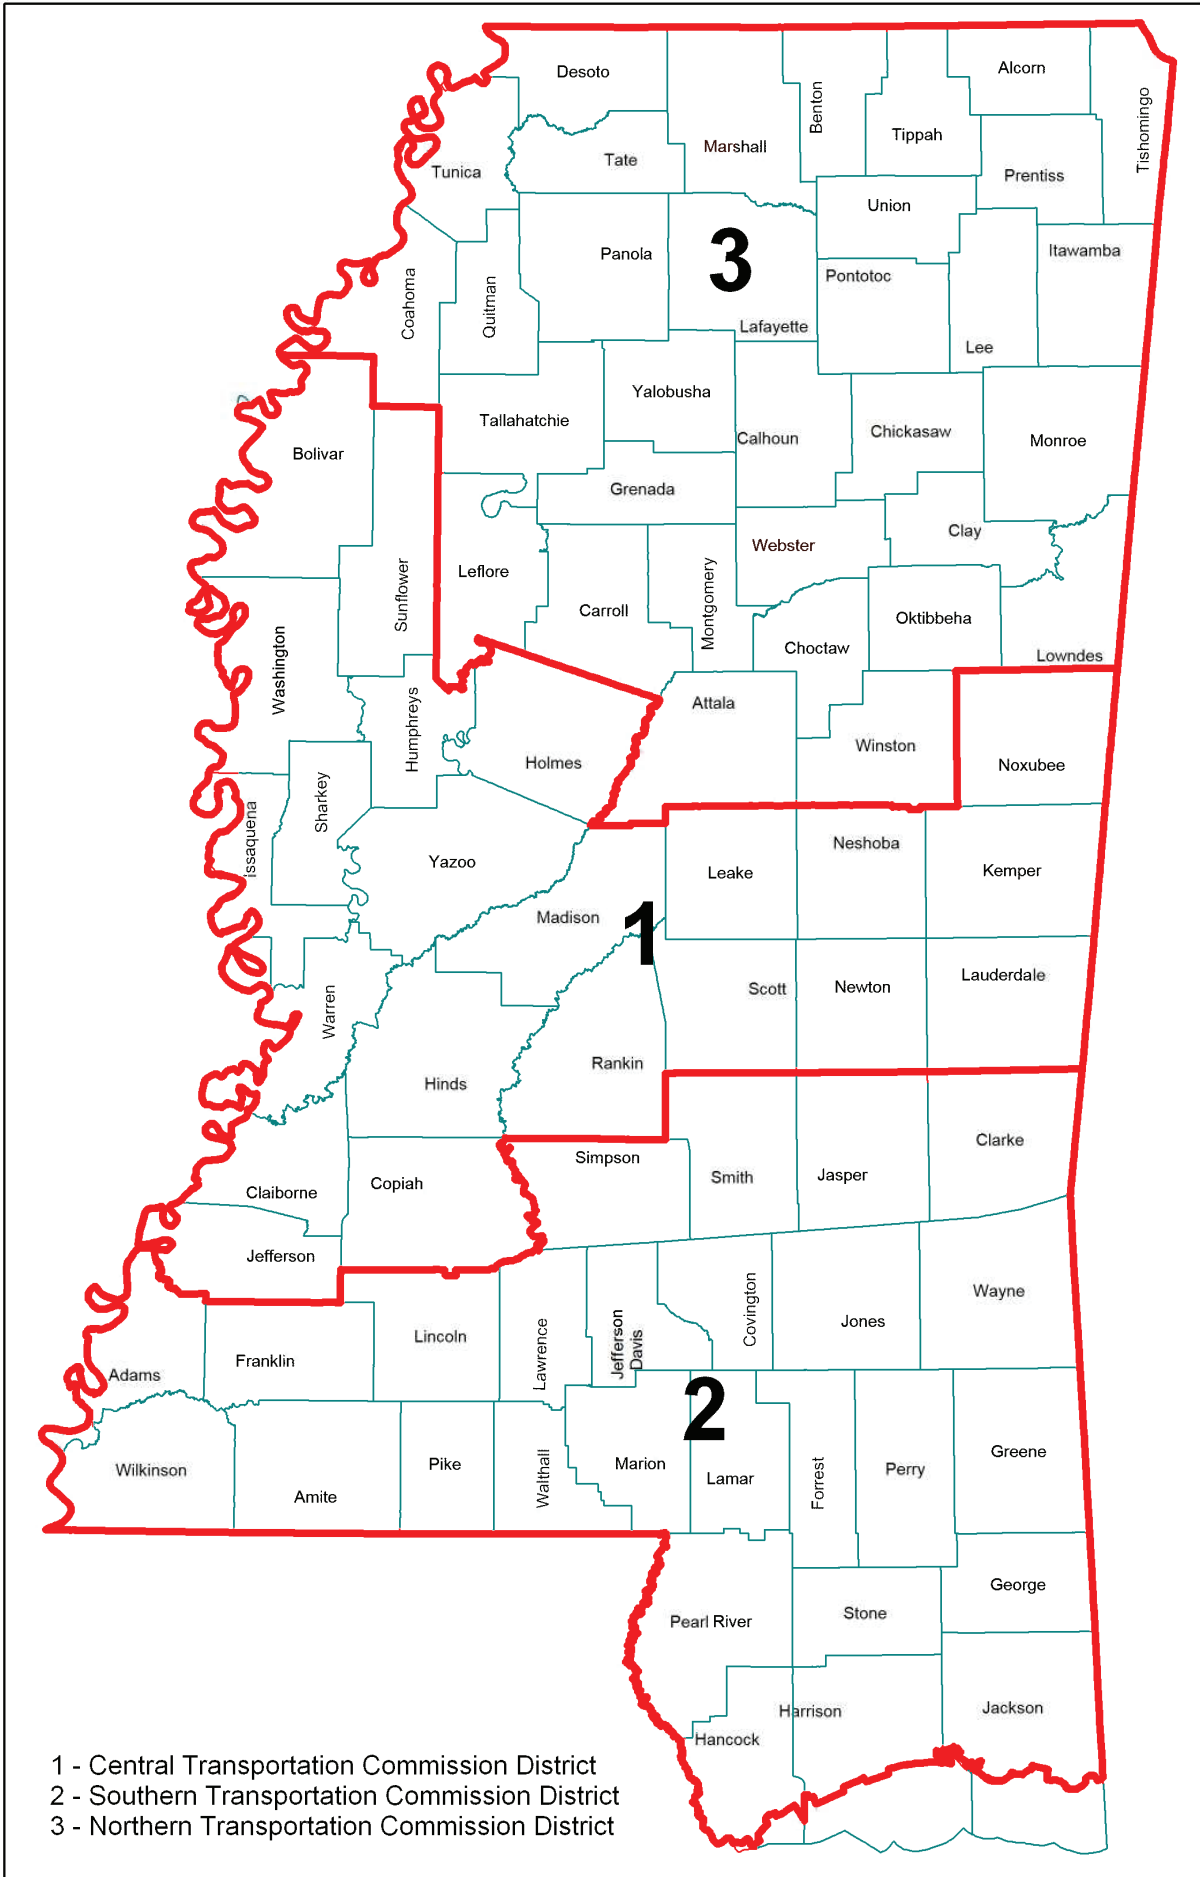 Desoto
Alcorn
Benton
Tishomingo
Tippah
Marshall
Tate
Tunica
Prentiss
Union
Itawamba
Panola
3
Pontotoc
Coahoma
Quitman
Lafayette
Lee
Yalobusha
Tallahatchie
Calhoun
Chickasaw
Monroe
Bolivar
Grenada
Clay
Webster
Leflore
Sunflower
Carroll
Montgomery
Oktibbeha
Choctaw
Lowndes
Washington
Attala
Humphreys
Winston
Holmes
Noxubee
Sharkey
issaquena
Neshoba
Yazoo
Leake
Kemper
Madison
1
Lauderdale
Scott
Newton
Warren
Rankin
Hinds
Clarke
Simpson
Smith
Jasper
Copiah
Claiborne
Jefferson
Wayne
Covington
Jones
Lincoln
Lawrence
Jefferson
Davis
Franklin
Adams
2
Greene
Pike
Marion
Wilkinson
Walthall
Lamar
Forrest
Perry
Amite
George
Stone
Pearl River
Jackson
Harrison
Hancock
1 - Central Transportation Commission District
2 - Southern Transportation Commission District
3 - Northern Transportation Commission District